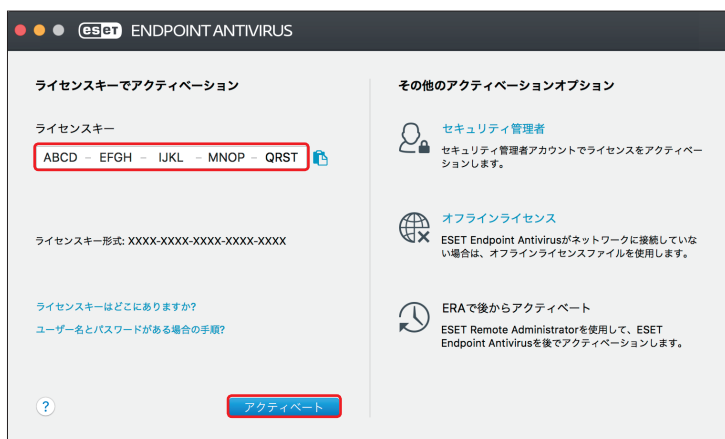 eset ENDPOINT ANTIVIRUS
ライセンスキーでアクティベーション
ライセンスキー
ABCD – EFGH – IJKL – MNOP – QRST
ライセンスキー形式: XXXX-XXXX-XXXX-XXXX-XXXX
ライセンスキーはどこにありますか?
ユーザー名とパスワードがある場合の手順?
?
アクティベート
その他のアクティベーションオプション
セキュリティ管理者
セキュリティ管理者アカウントでライセンスをアクティベー
ションします。
オフラインライセンス
ESET Endpoint Antivirusがネットワークに接続していな
い場合は、オフラインライセンスファイルを使用します。
ERAで後からアクティベート
ESET Remote Administratorを使用して、ESET
Endpoint Antivirusを後でアクティベーションします。